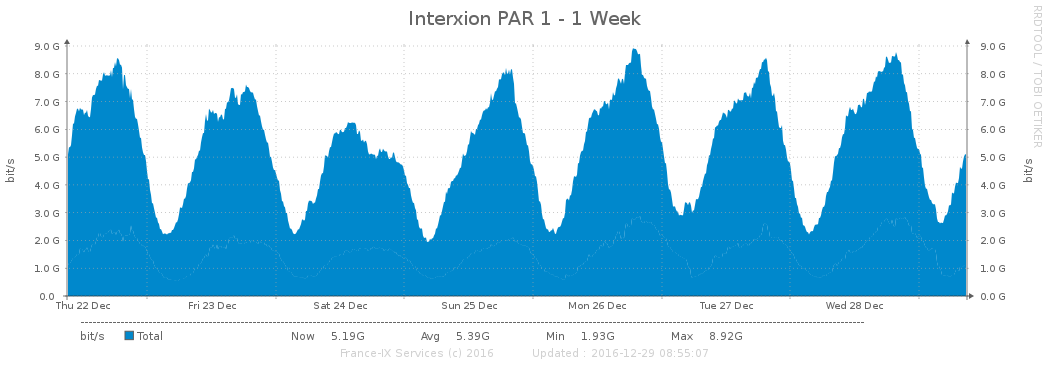 Interxion PAR 1 - 1 Week
RRDTOOL / TOBI OETIKER
bit/s
9.0 G 9.0 G
8.0 G 8.0 G
7.0 G 7.0 G
6.0 G 6.0 G
5.0 G 5.0 G
4.0 G 4.0 G
3.0 G 3.0 G
2.0 G 2.0 G
1.0 G 1.0 G
0.0 0.0 G
bit/s
Thu 22 Dec Fri 23 Dec Sat 24 Dec Sun 25 Dec Mon 26 Dec Tue 27 Dec Wed 28 Dec
bit/s Total Now 5.19G Avg 5.39G Min 1.93G Max 8.92G
France-IX Services (c) 2016 Updated : 2016-12-29 08:55:07